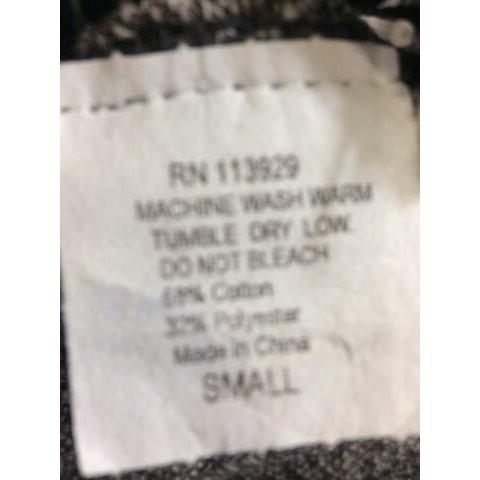 RN 113929
MACHINE WASH WARM
TUMBLE DRY LOW.
DO NOT BLEACH
68% Cotton
32% Polyester
Made in China
SMALL